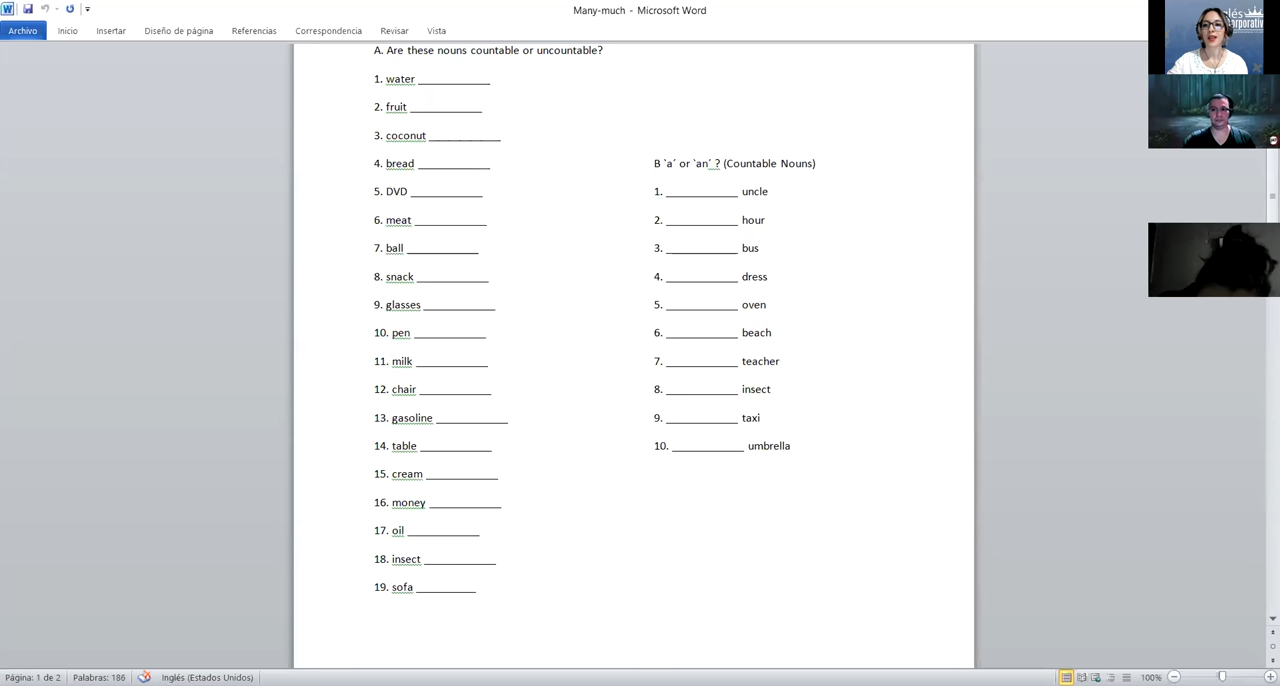 Many-much - Microsoft Word
Archivo Inicio Insertar Diseño de página Referencias Correspondencia Revisar Vista
A. Are these nouns countable or uncountable?
1. water ____________
2. fruit ____________
3. coconut ____________
4. bread ____________
5. DVD ____________
6. meat ____________
7. ball ____________
8. snack ____________
9. glasses ____________
10. pen ____________
11. milk ____________
12. chair ____________
13. gasoline ____________
14. table ____________
15. cream ____________
16. money ____________
17. oil ____________
18. insect ____________
19. sofa __________
B `a´ or `an´ ? (Countable Nouns)
1. ____________ uncle
2. ____________ hour
3. ____________ bus
4. ____________ dress
5. ____________ oven
6. ____________ beach
7. ____________ teacher
8. ____________ insect
9. ____________ taxi
10. ____________ umbrella
Página: 1 de 2 Palabras: 186 Inglés (Estados Unidos) 100%